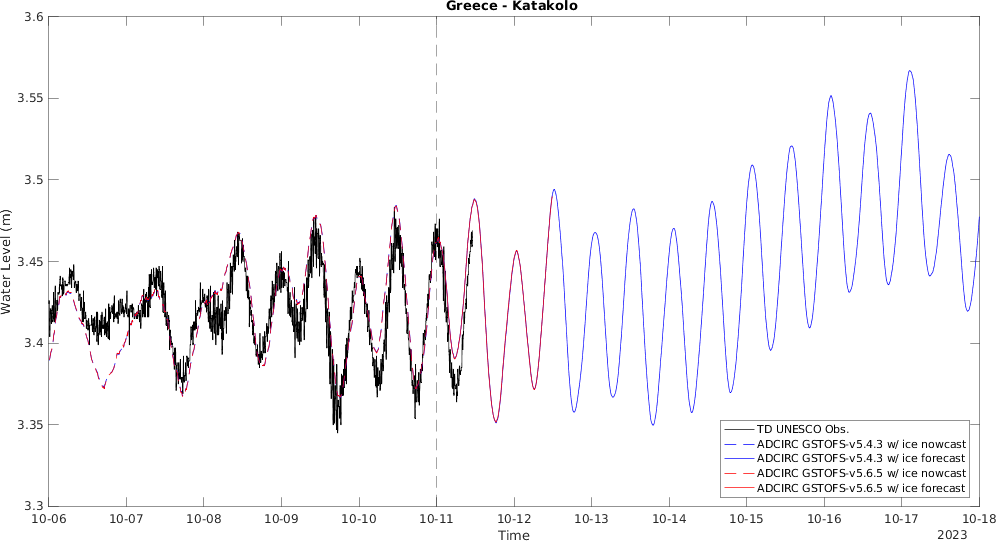 Greece - Katakolo
3.6
3.55
3.5
3.45
3.4
3.35
3.3
Water Level (m)
TD UNESCO Obs.
ADCIRC GSTOFS-v5.4.3 w/ ice nowcast
ADCIRC GSTOFS-v5.4.3 w/ ice forecast
ADCIRC GSTOFS-v5.6.5 w/ ice nowcast
ADCIRC GSTOFS-v5.6.5 w/ ice forecast
10-06 10-07 10-08 10-09 10-10 10-11 10-12 10-13 10-14 10-15 10-16 10-17 10-18
Time
2023